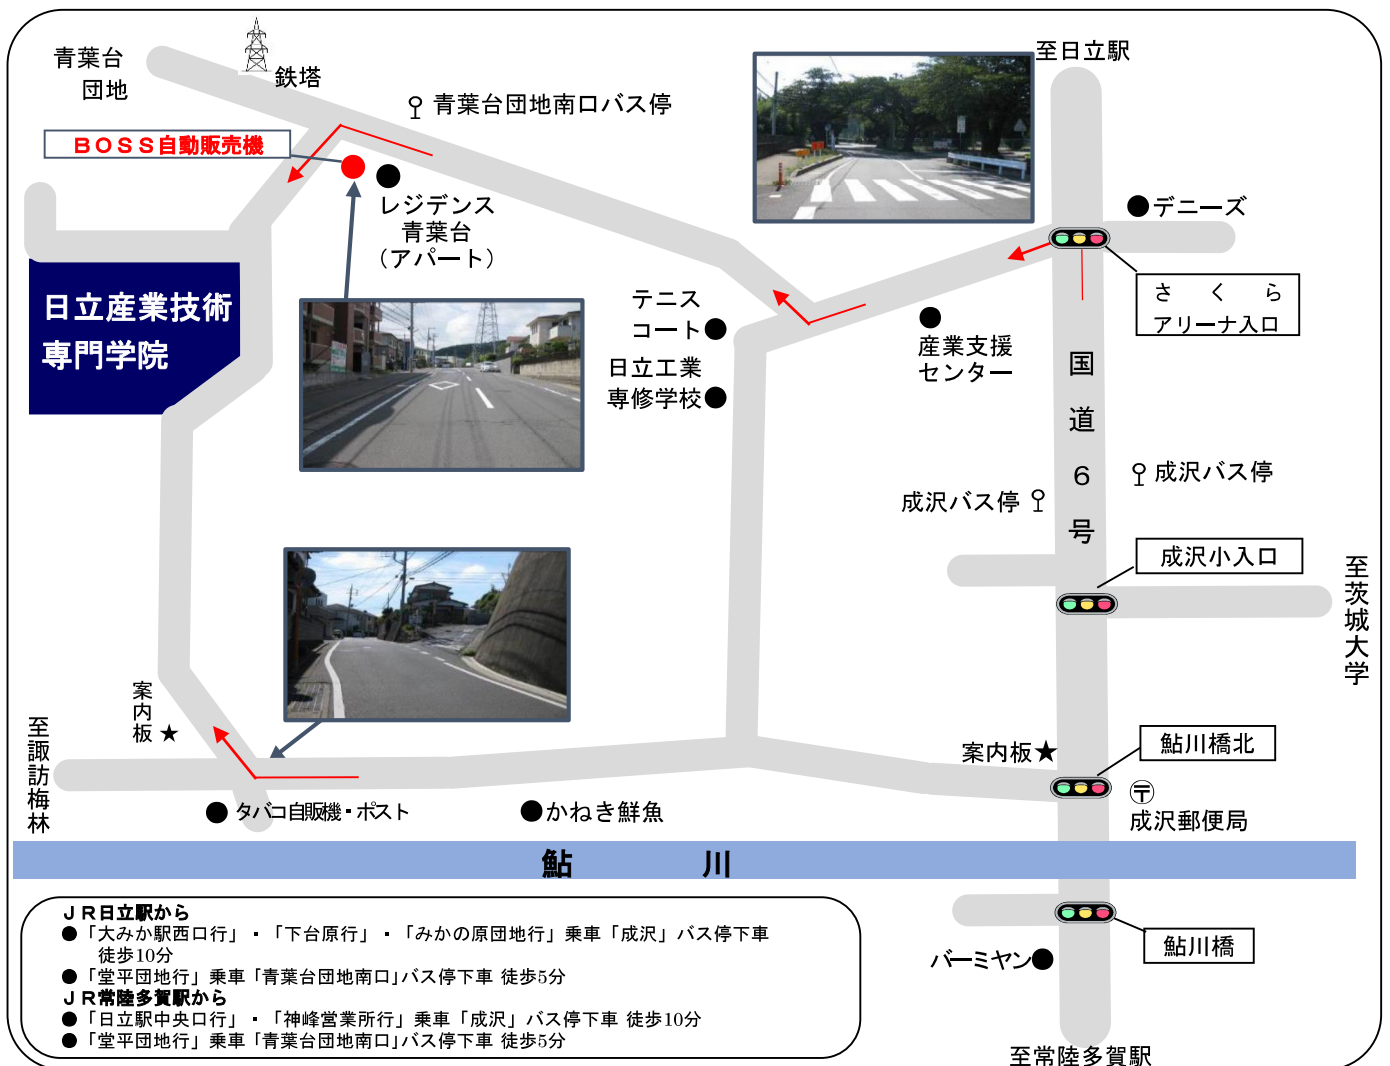 青葉台
団地
鉄塔
青葉台団地南口バス停
至日立駅
BOSS自動販売機
レジデンス
青葉台
（アパート）
デニーズ
さくら
アリーナ入口
日立産業技術
専門学院
テニス
コート
日立工業
専修学校
産業支援
センター
国道６号
成沢バス停
成沢バス停
成沢小入口
至茨城大学
案内板★
至諏訪梅林
案内板★
鮎川橋北
〒
成沢郵便局
●タバコ自販機・ポスト
●かねき鮮魚
鮎川
鮎川橋
バーミヤン●
至常陸多賀駅
ＪＲ日立駅から
●「大みか駅西口行」・「下台原行」・「みかの原団地行」乗車「成沢」バス停下車
徒歩10分
●「堂平団地行」乗車「青葉台団地南口」バス停下車 徒歩5分
ＪＲ常陸多賀駅から
●「日立駅中央口行」・「神峰営業所行」乗車「成沢」バス停下車 徒歩10分
●「堂平団地行」乗車「青葉台団地南口」バス停下車 徒歩5分